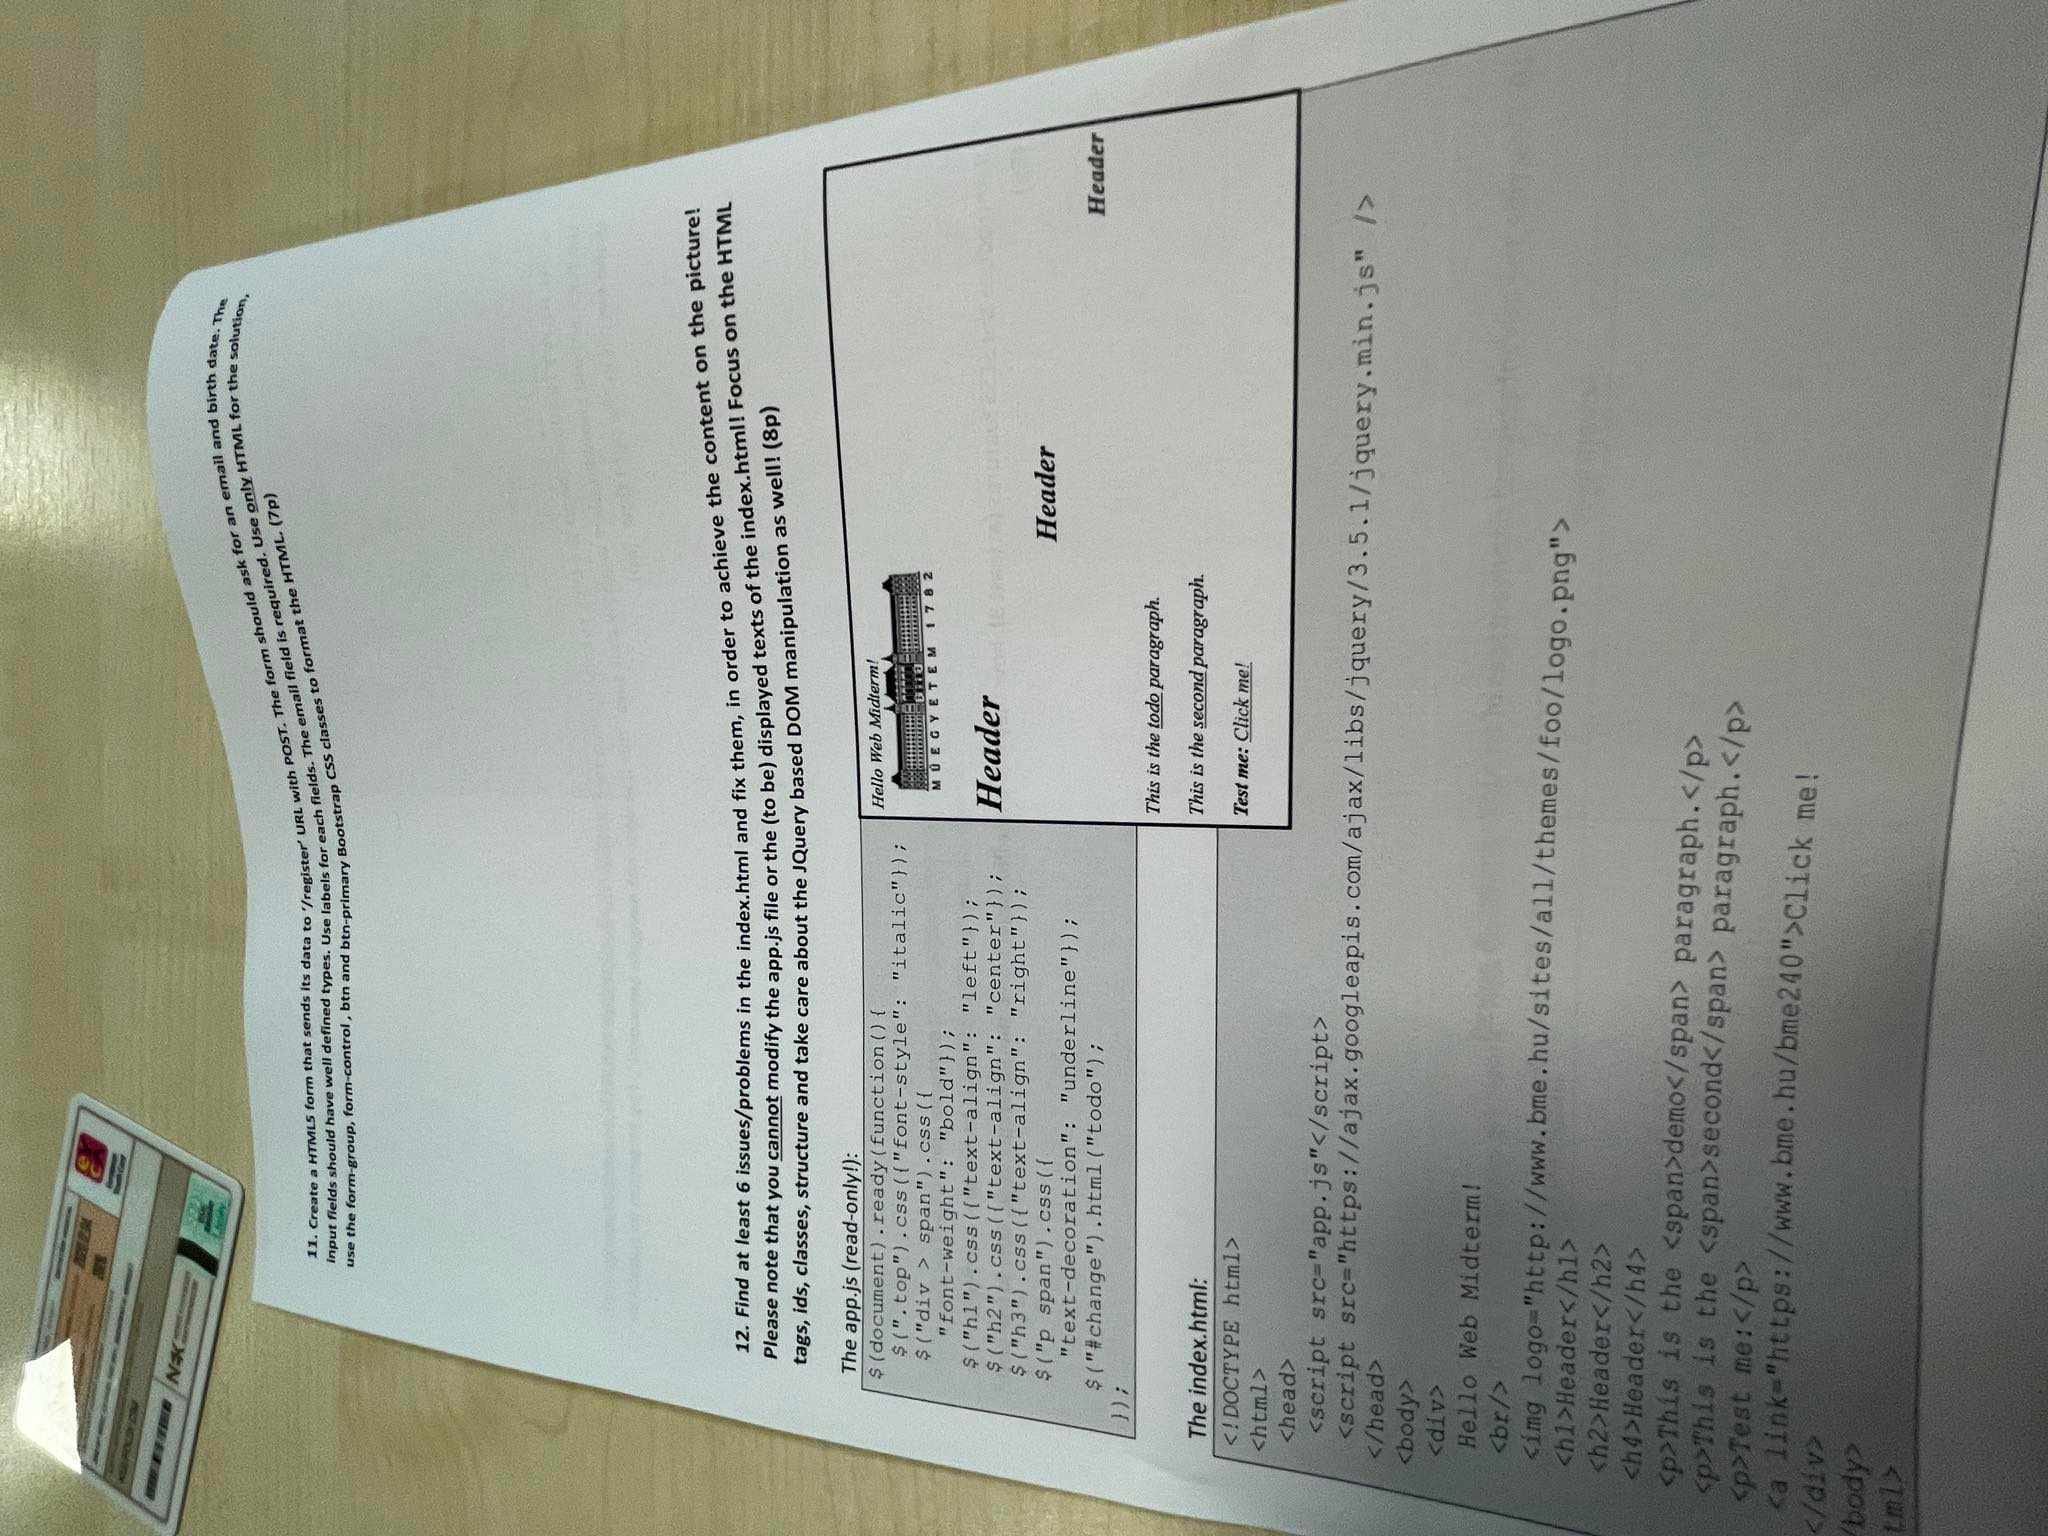 NEK
11. Create a HTML5 form that sends its data to '/register' URL with POST. The form should ask for an email and birth date. The
input fields should have well defined types. Use labels for each fields. The email field is required. Use only HTML for the solution,
use the form-group, form-control , btn and btn-primary Bootstrap CSS classes to format the HTML. (7p)
12. Find at least 6 issues/problems in the index.html and fix them, in order to achieve the content on the picture!
Please note that you cannot modify the app.js file or the (to be) displayed texts of the index.html! Focus on the HTML
tags, ids, classes, structure and take care about the JQuery based DOM manipulation as well! (8p)
The app.js (read-only!):
$(document).ready(function(){
$(".top").css({"font-style": "italic"});
$("div > span").css({
"font-weight": "bold"});
$("h1").css({"text-align": "left"});
$("h2").css({"text-align": "center"});
$("h3").css({"text-align": "right"});
$("p span").css({
"text-decoration": "underline"});
$("#change").html("todo");
});
Hello Web Midterm!
MŰEGYETEM 1782
Header
Header
Header
This is the todo paragraph.
This is the second paragraph.
Test me: Click me!
The index.html:
<!DOCTYPE html>
<html>
<head>
<script src="app.js"</script>
<script src="https://ajax.googleapis.com/ajax/libs/jquery/3.5.1/jquery.min.js" />
</head>
<body>
<div>
Hello Web Midterm!
<br/>
<img logo="http://www.bme.hu/sites/all/themes/foo/logo.png">
<h1>Header</h1>
<h2>Header</h2>
<h4>Header</h4>
<p>This is the <span>demo</span> paragraph.</p>
<p>This is the <span>second</span> paragraph.</p>
<p>Test me:</p>
<a link="https://www.bme.hu/bme240">Click me!
</div>
/body>
tml>